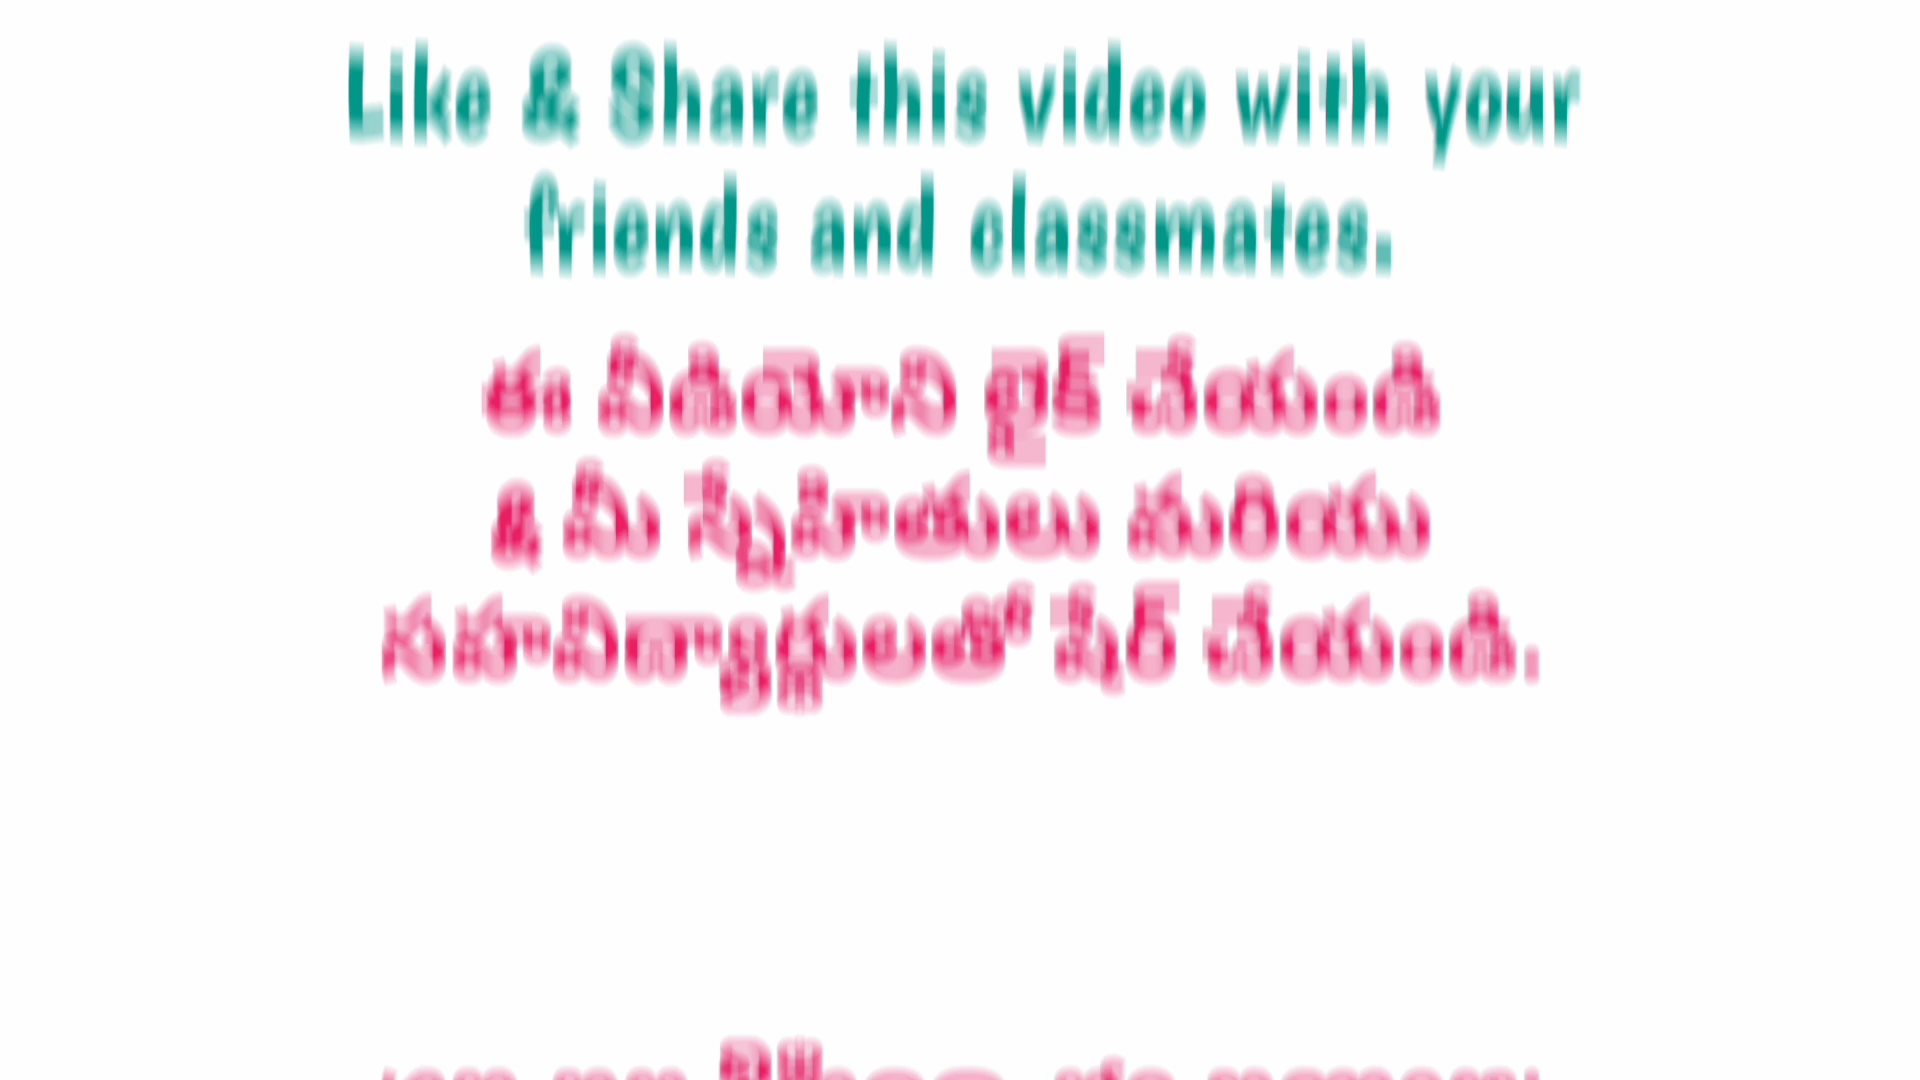 Like & Share this video with your
friends and classmates.
ఈ వీడియోని లైక్ చేయండి
& మీ స్నేహితులు మరియు
సహవిద్యార్థులతో షేర్ చేయండి.